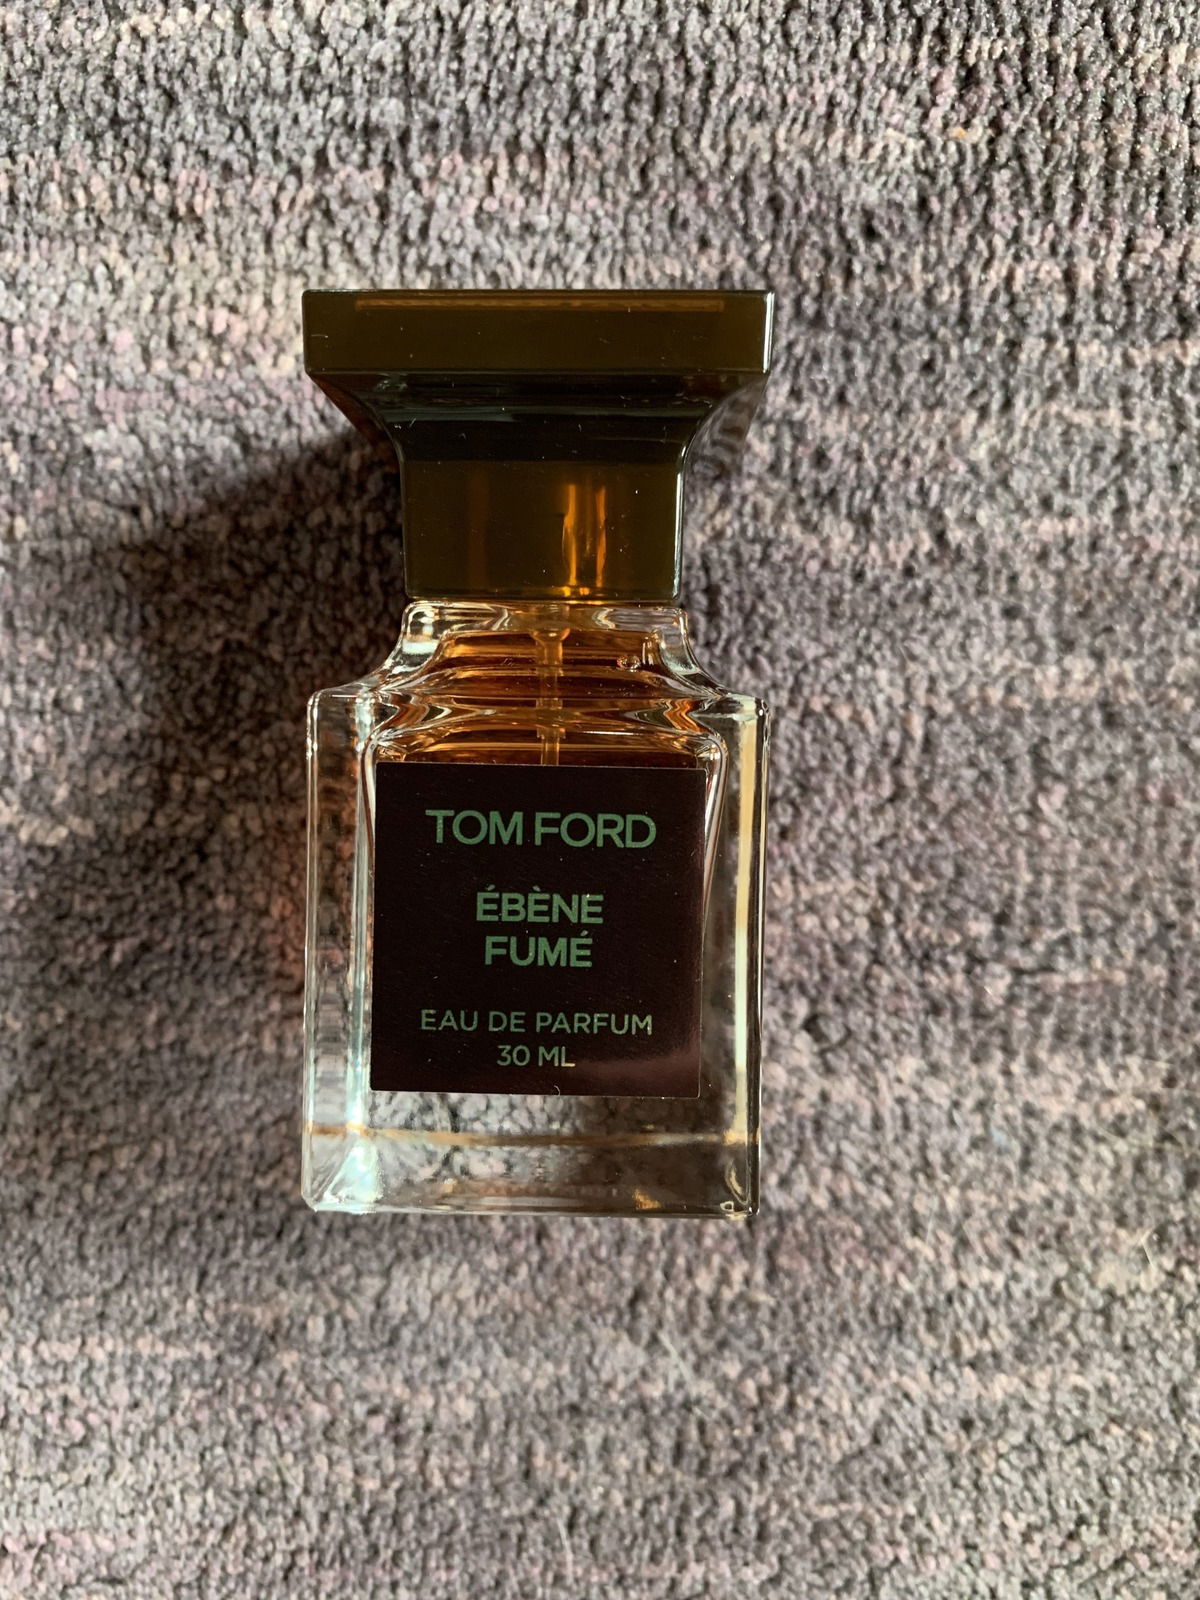 TOM FORD
ÉBÈNE
FUMÉ
EAU DE PARFUM
30 ML